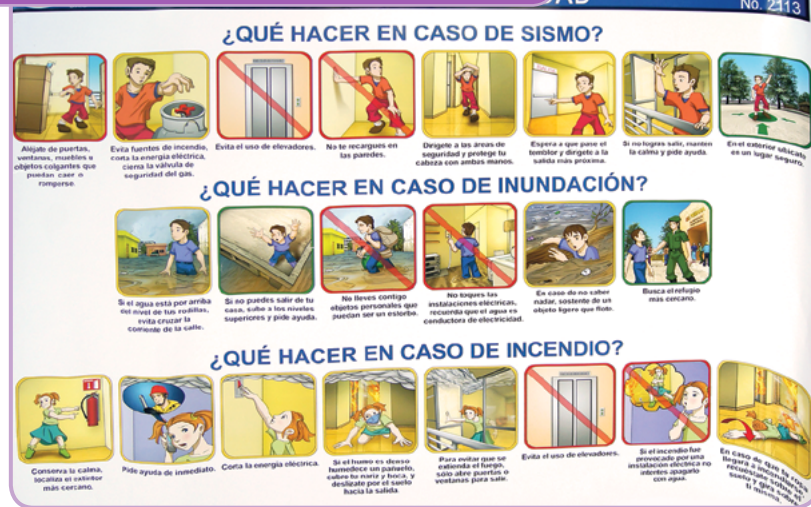 No. 2113
¿QUÉ HACER EN CASO DE SISMO?
Aléjate de puertas,
ventanas, muebles u
objetos colgantes que
puedan caer o
romperse.
Evita fuentes de incendio,
corta la energía eléctrica,
cierra la válvula de
seguridad del gas.
Evita el uso de elevadores.
No te recargues en
las paredes.
Dirígete a las áreas de
seguridad y protege tu
cabeza con ambas manos.
Espera a que pase el
temblor y dirígete a la
salida más próxima.
Si no logras salir, mantén
la calma y pide ayuda.
En el exterior ubícate
en un lugar seguro.
¿QUÉ HACER EN CASO DE INUNDACIÓN?
Si el agua está por arriba
del nivel de tus rodillas,
evita cruzar la
corriente de la calle.
Si no puedes salir de tu
casa, sube a los niveles
superiores y pide ayuda.
No lleves contigo
objetos personales que
puedan ser un estorbo.
No toques las
instalaciones eléctricas,
recuerda que el agua es
conductora de electricidad.
En caso de no saber
nadar, sostente de un
objeto ligero que flote.
Busca el refugio
más cercano.
¿QUÉ HACER EN CASO DE INCENDIO?
Conserva la calma,
localiza el extintor
más cercano.
Pide ayuda de inmediato.
Corta la energía eléctrica.
Si el humo es denso
humedece un pañuelo,
cubre tu nariz y boca, y
deslízate por el suelo
hacia la salida.
Para evitar que se
extienda el fuego,
sólo abre puertas o
ventanas para salir.
Evita el uso de elevadores.
Si el incendio fue
provocado por una
instalación eléctrica no
intentes apagarlo
con agua.
En caso de que tu ropa
llegara a incendiarse,
recuéstate sobre el
suelo y gira sobre
ti misma.